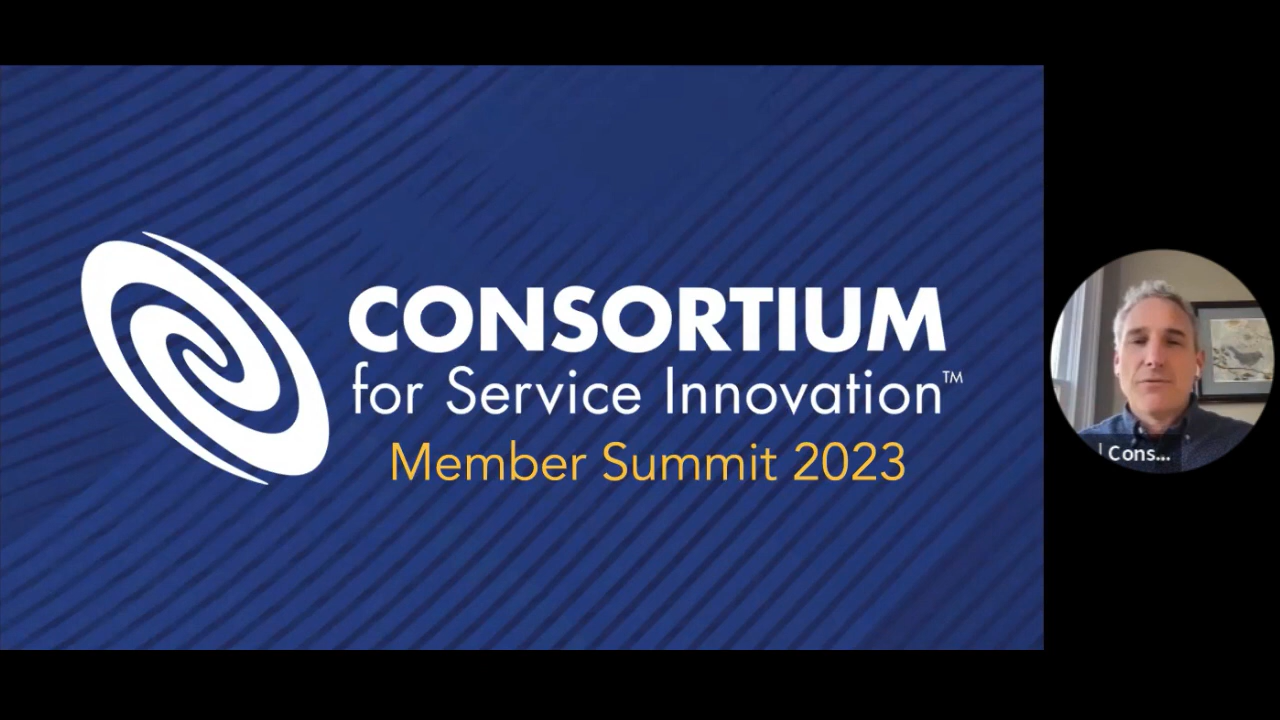 CONSORTIUM
for Service Innovation™
Member Summit 2023
| Cons...